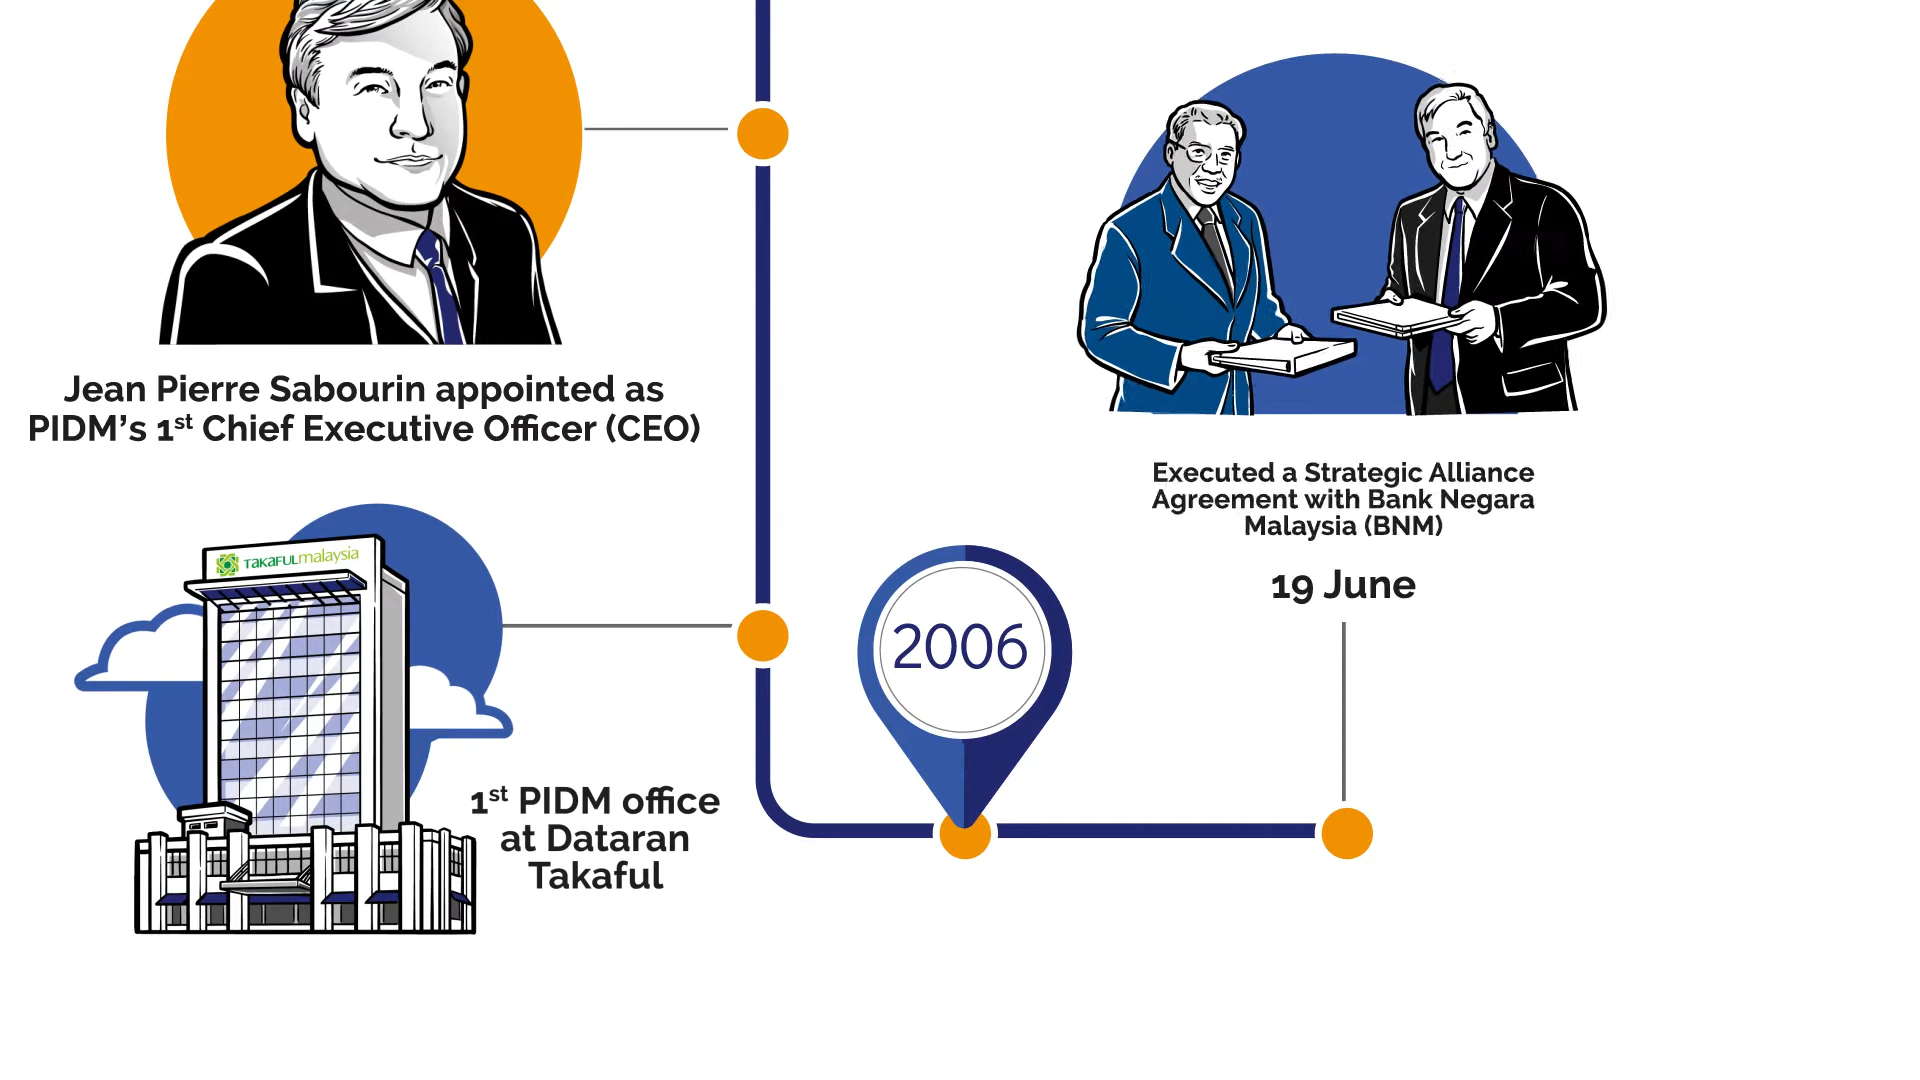 Jean Pierre Sabourin appointed as
PIDM’s 1st Chief Executive Officer (CEO)
TAKAFULmalaysia
1st PIDM office
at Dataran
Takaful
2006
Executed a Strategic Alliance
Agreement with Bank Negara
Malaysia (BNM)
19 June